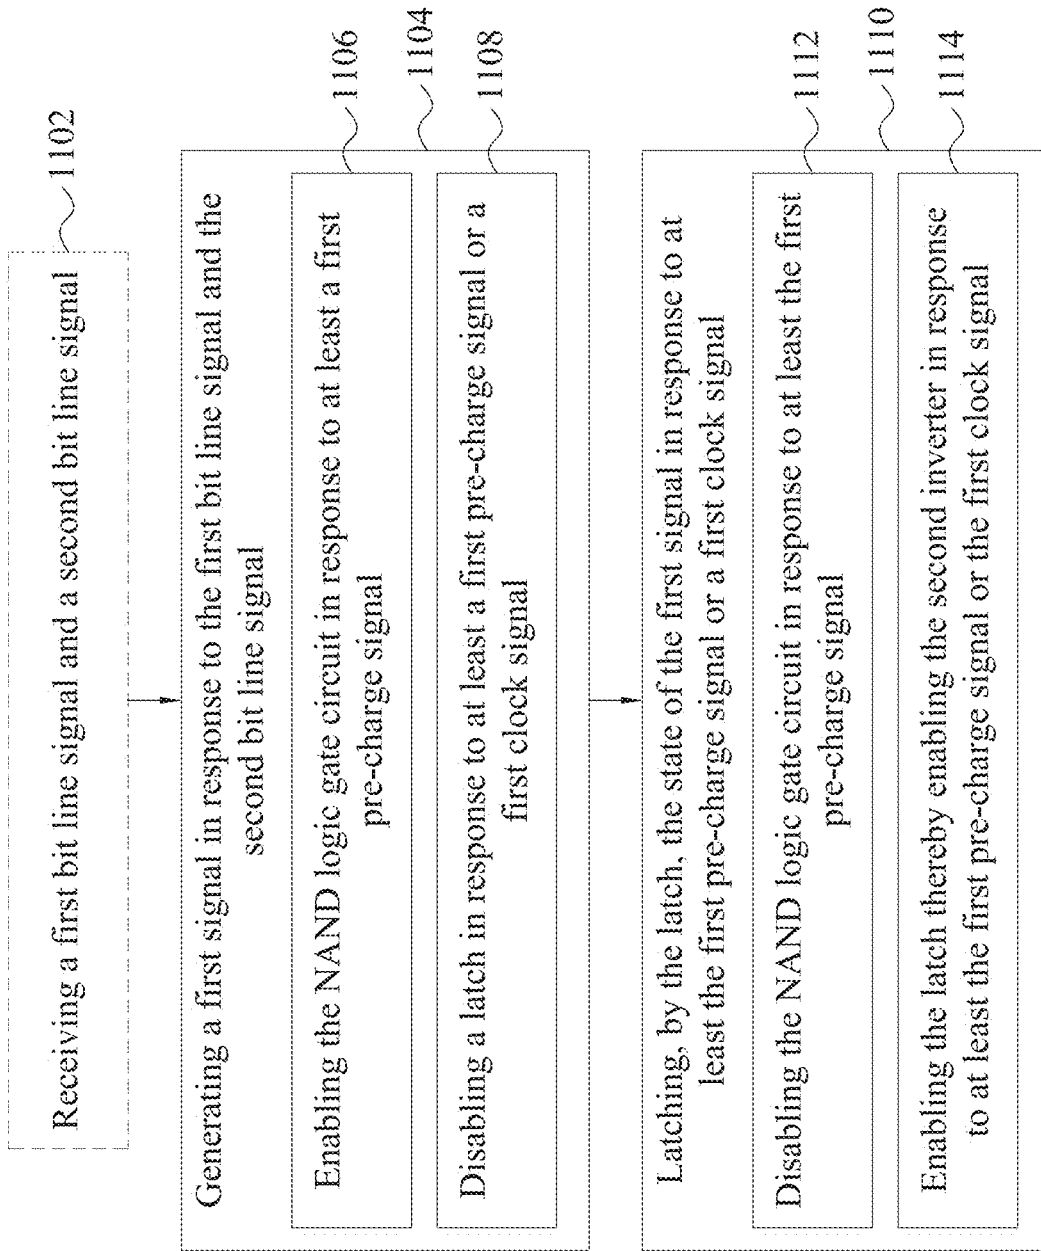 Receiving a first bit line signal and a second bit line signal
1102
Generating a first signal in response to the first bit line signal and the
second bit line signal
Enabling the NAND logic gate circuit in response to at least a first
pre-charge signal
1106
1104
Disabling a latch in response to at least a first pre-charge signal or a
first clock signal
1108
Latching, by the latch, the state of the first signal in response to at
least the first pre-charge signal or a first clock signal
Disabling the NAND logic gate circuit in response to at least the first
pre-charge signal
1112
1110
Enabling the latch thereby enabling the second inverter in response
to at least the first pre-charge signal or the first clock signal
1114